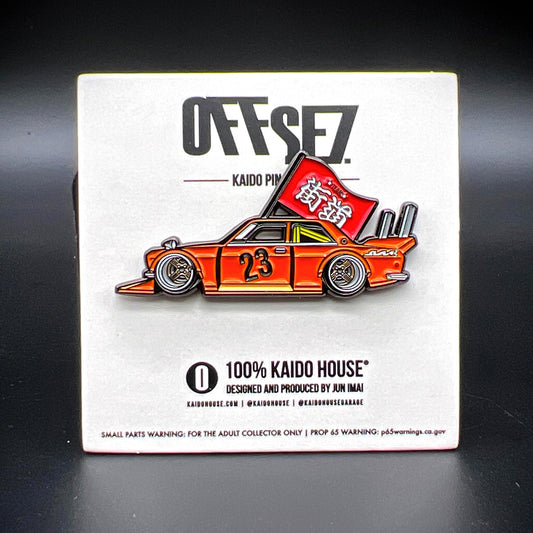 OFFSEZ.
KAIDO PIN
街道
23
0
100% KAIDO HOUSE®
DESIGNED AND PRODUCED BY JUN IMAI
KAIDOHOUSE.COM | @KAIDOHOUSE | @KAIDOHOUSEGARAGE
SMALL PARTS WARNING: FOR THE ADULT COLLECTOR ONLY | PROP 65 WARNING: p65warnings.ca.gov